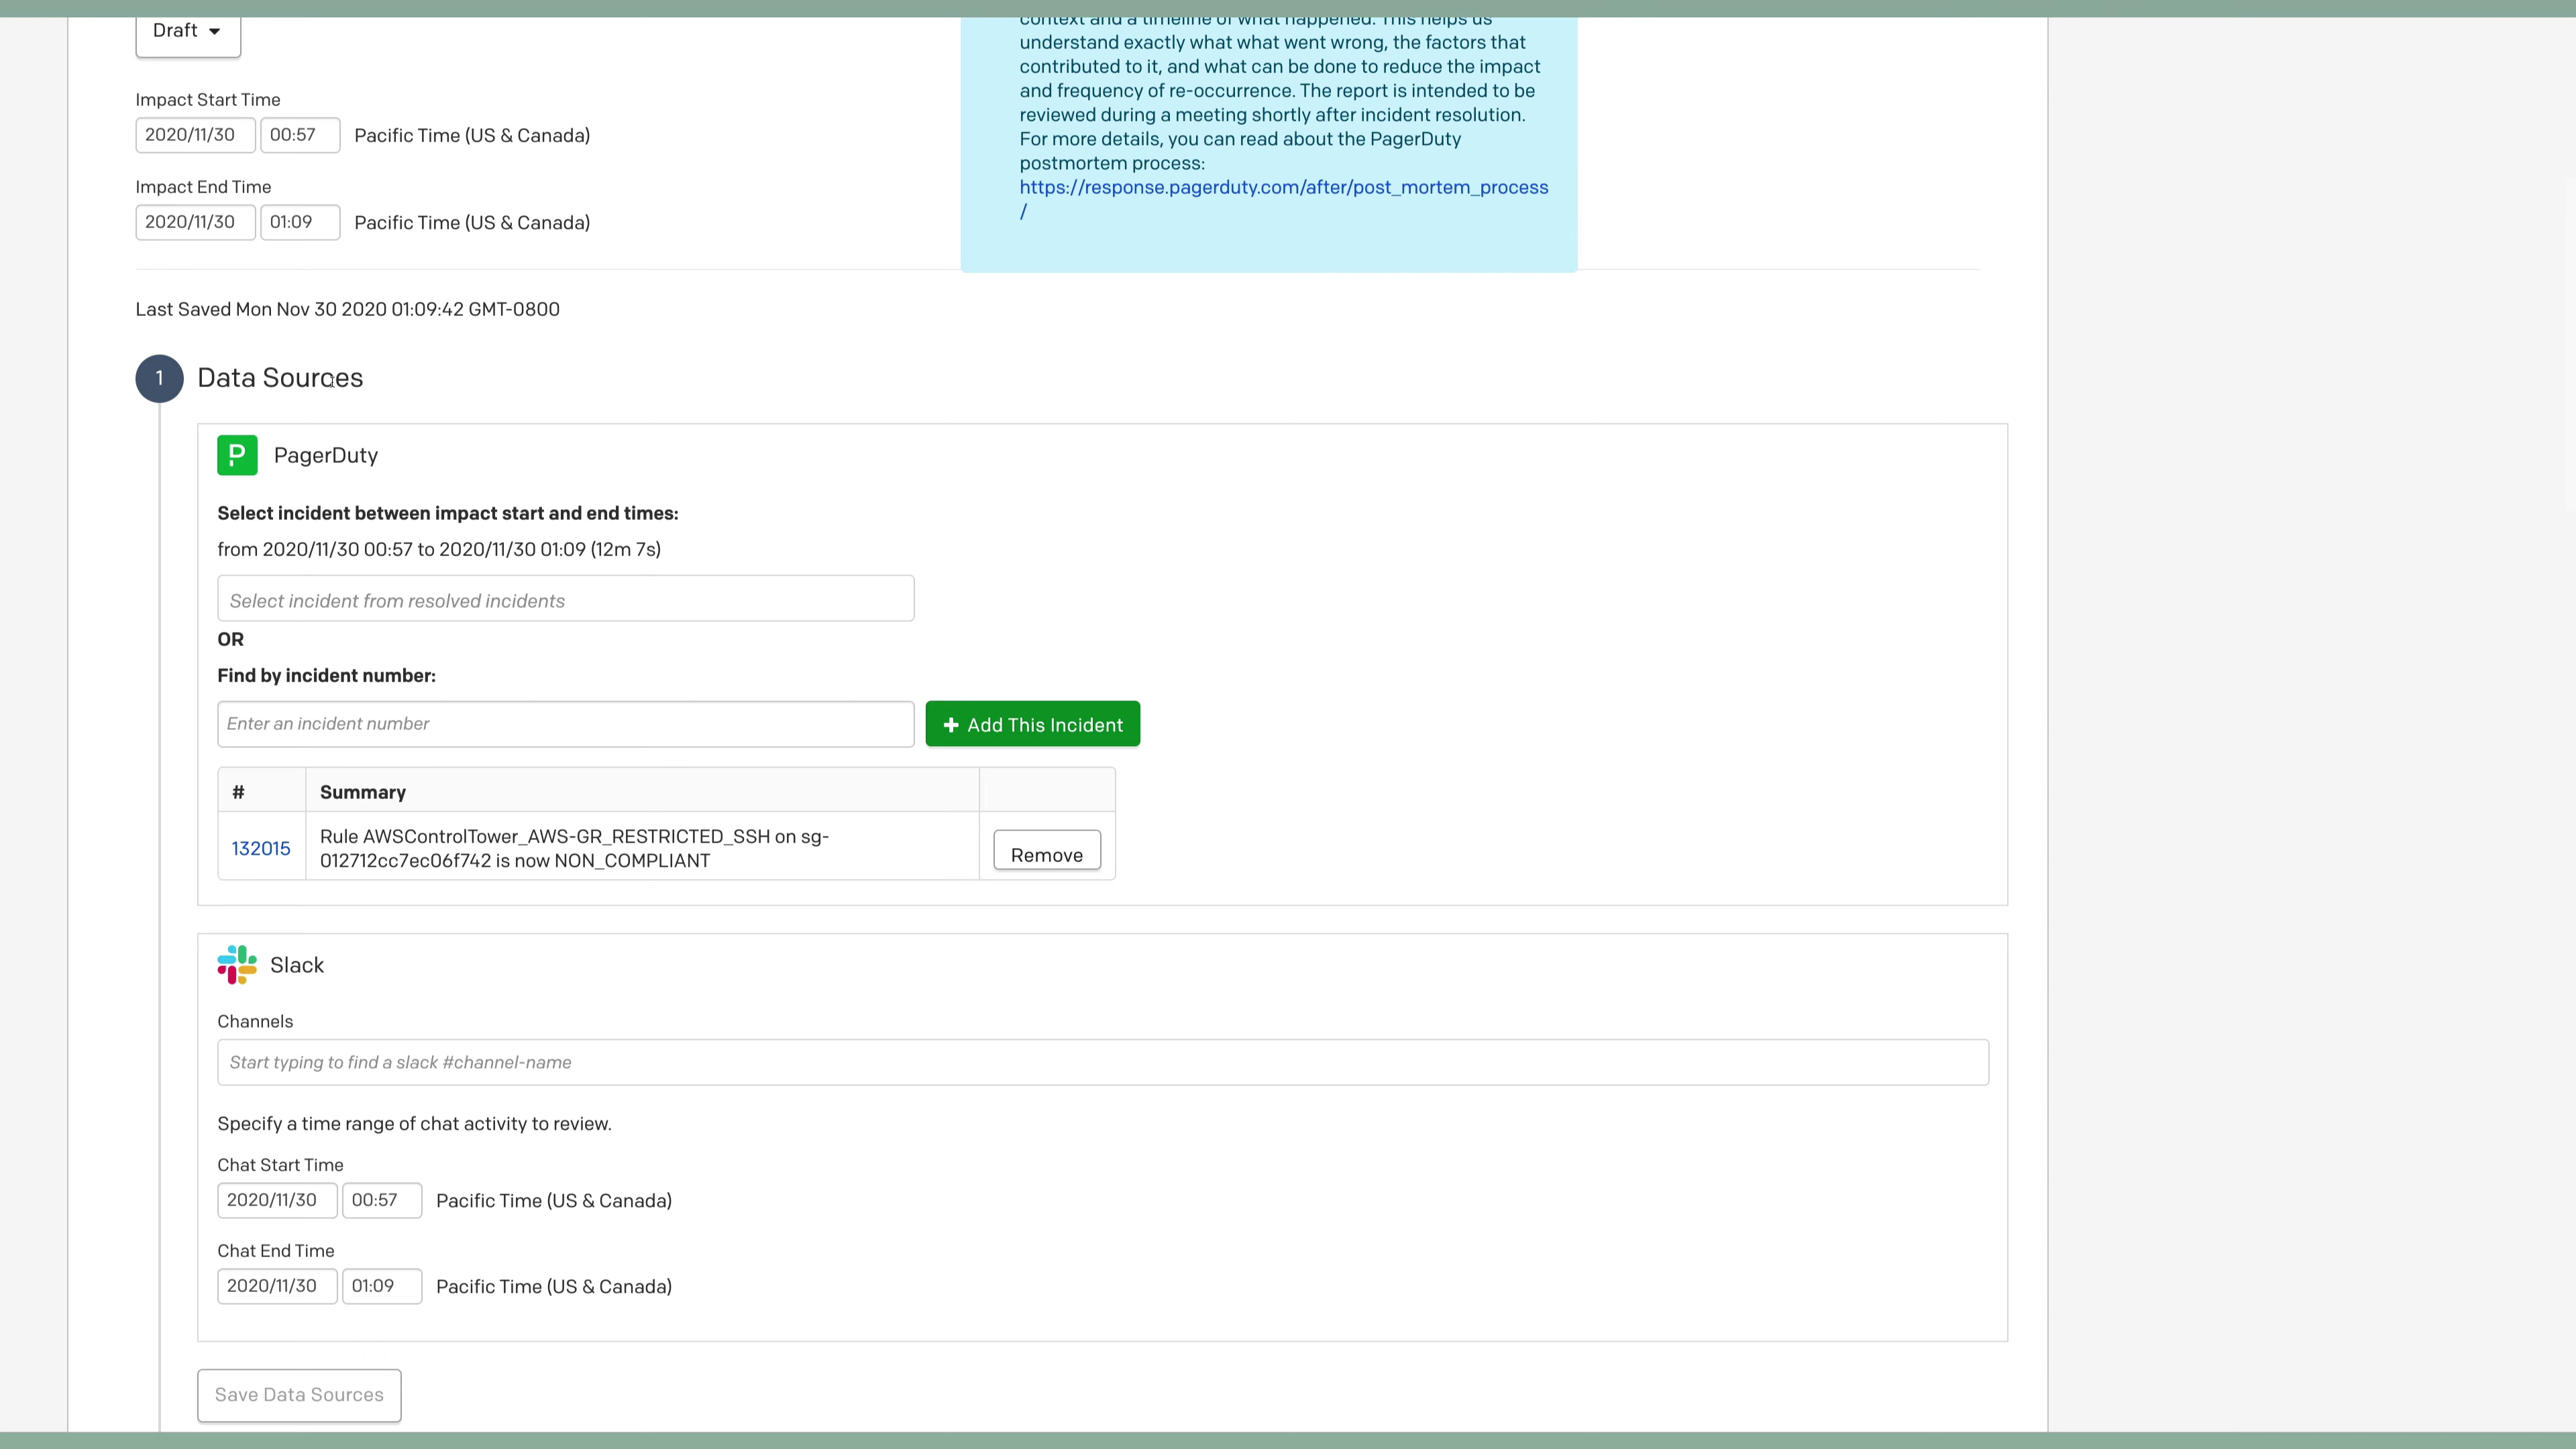 Draft
context and a timeline of what happened. This helps us
understand exactly what what went wrong, the factors that
contributed to it, and what can be done to reduce the impact
and frequency of re-occurrence. The report is intended to be
reviewed during a meeting shortly after incident resolution.
For more details, you can read about the PagerDuty
postmortem process:
https://response.pagerduty.com/after/post_mortem_process
/
Impact Start Time
2020/11/30 00:57 Pacific Time (US & Canada)
Impact End Time
2020/11/30 01:09 Pacific Time (US & Canada)
Last Saved Mon Nov 30 2020 01:09:42 GMT-0800
1 Data Sources
P PagerDuty
Select incident between impact start and end times:
from 2020/11/30 00:57 to 2020/11/30 01:09 (12m 7s)
Select incident from resolved incidents
OR
Find by incident number:
Enter an incident number
+ Add This Incident
# Summary
132015 Rule AWSControlTower_AWS-GR_RESTRICTED_SSH on sg-
012712cc7ec06f742 is now NON_COMPLIANT
Remove
Slack
Channels
Start typing to find a slack #channel-name
Specify a time range of chat activity to review.
Chat Start Time
2020/11/30 00:57 Pacific Time (US & Canada)
Chat End Time
2020/11/30 01:09 Pacific Time (US & Canada)
Save Data Sources